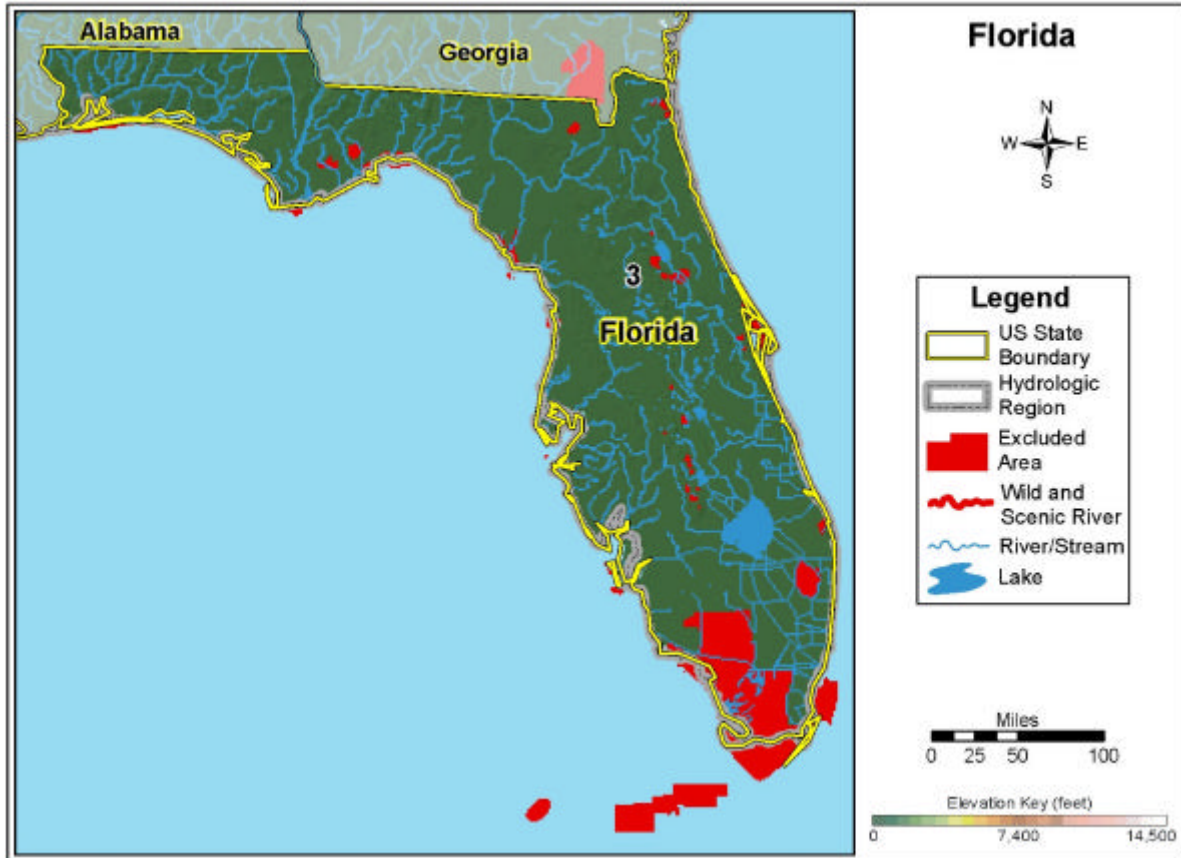 Alabama
Georgia
3
Florida
Florida
N
W E
S
Legend
US State
Boundary
Hydrologic
Region
Excluded
Area
Wild and
Scenic River
River/Stream
Lake
Miles
0 25 50 100
Elevation Key (feet)
0 7,400 14,500